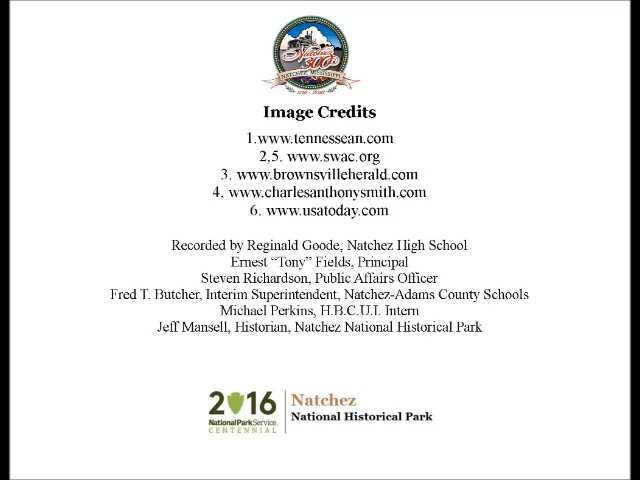 Natchez
300
NATCHEZ, MISSISSIPPI
1716 - 2016
Image Credits
1.www.tennessean.com
2,5. www.swac.org
3. www.brownsvilleherald.com
4. www.charlesanthonysmith.com
6. www.usatoday.com
Recorded by Reginald Goode, Natchez High School
Ernest “Tony” Fields, Principal
Steven Richardson, Public Affairs Officer
Fred T. Butcher, Interim Superintendent, Natchez-Adams County Schools
Michael Perkins, H.B.C.U.I. Intern
Jeff Mansell, Historian, Natchez National Historical Park
2016
National Park Service.
CENTENNIAL
Natchez
National Historical Park